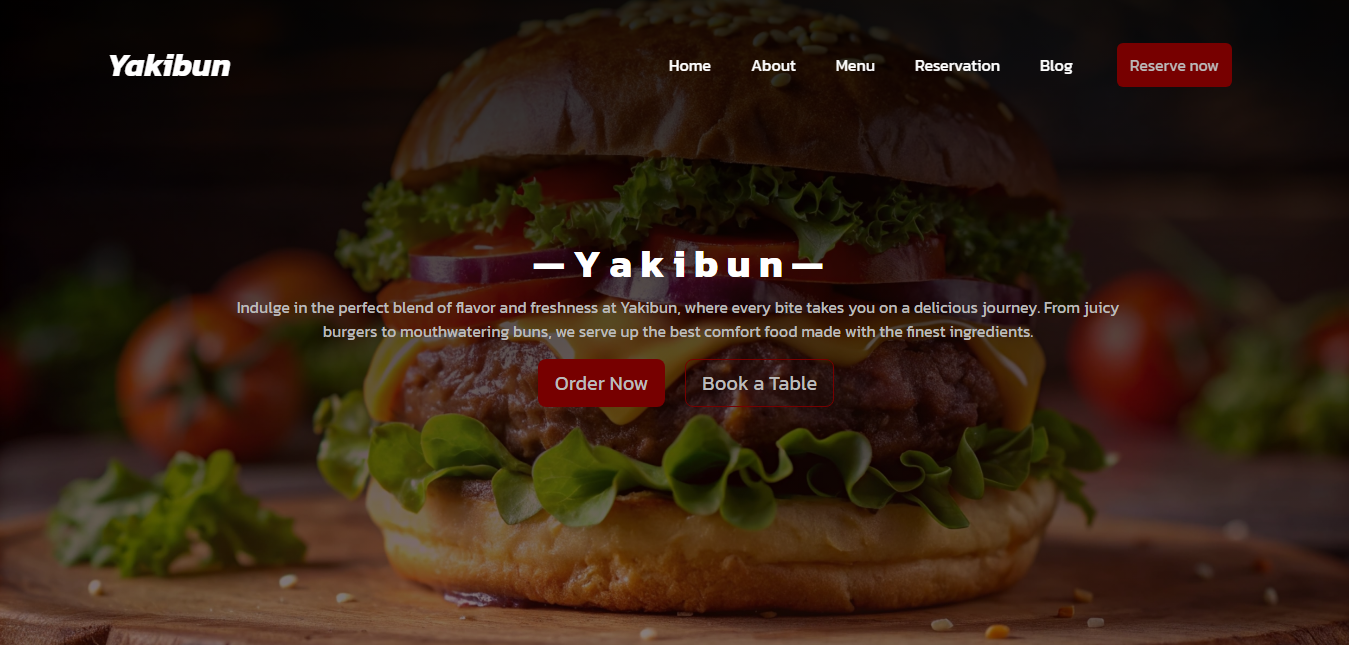 Yakibun
Home About Menu Reservation Blog Reserve now
—Yakibun—
Indulge in the perfect blend of flavor and freshness at Yakibun, where every bite takes you on a delicious journey. From juicy
burgers to mouthwatering buns, we serve up the best comfort food made with the finest ingredients.
Order Now Book a Table